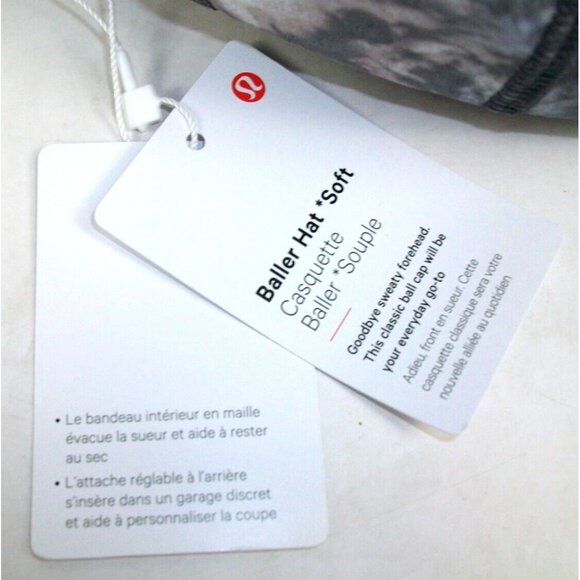 Baller Hat *Soft
Casquette
Baller *Souple
Goodbye sweaty forehead.
This classic ball cap will be
your everyday go-to
Adieu, front en sueur. Cette
casquette classique sera votre
nouvelle alliée au quotidien
• Le bandeau intérieur en maille
évacue la sueur et aide à rester
au sec
• L'attache réglable à l'arrière
s'insère dans un garage discret
et aide à personnaliser la coupe